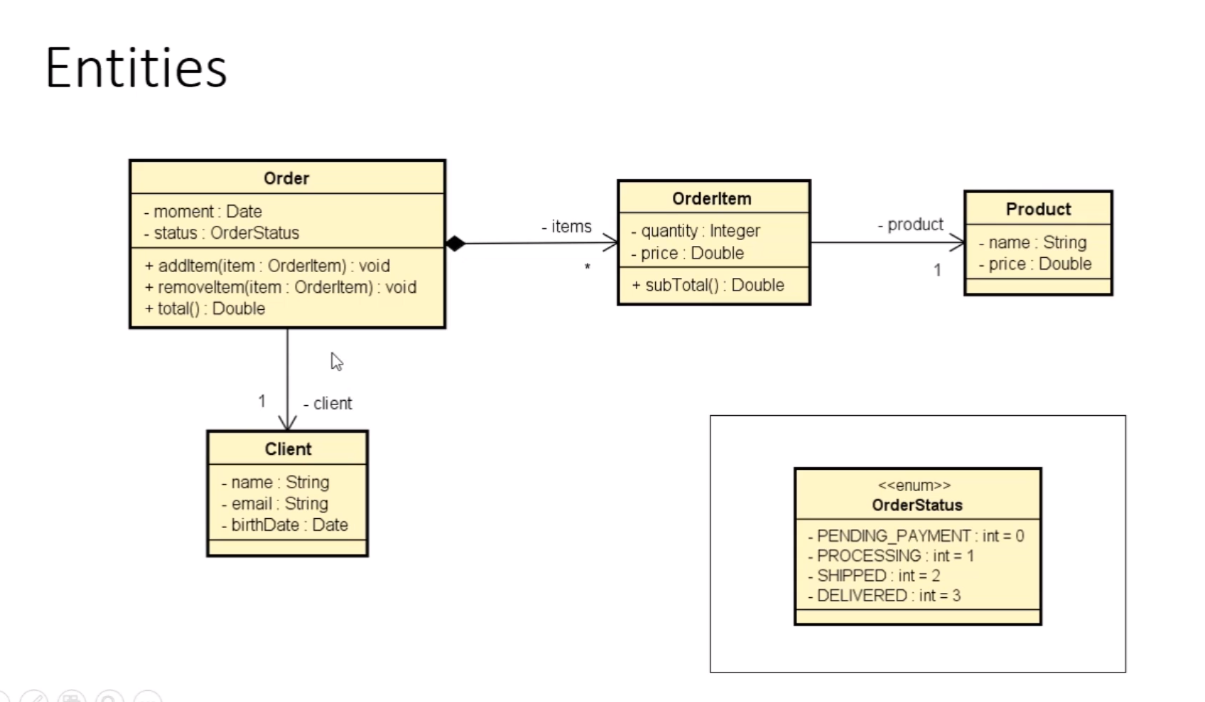 Entities
Order
- moment : Date
- status : OrderStatus
+ addItem(item : OrderItem) : void
+ removeItem(item : OrderItem) : void
+ total() : Double
- items
*
OrderItem
- quantity : Integer
- price : Double
+ subTotal() : Double
- product
1
Product
- name : String
- price : Double
1
- client
Client
- name : String
- email : String
- birthDate : Date
<<enum>>
OrderStatus
- PENDING_PAYMENT : int = 0
- PROCESSING : int = 1
- SHIPPED : int = 2
- DELIVERED : int = 3